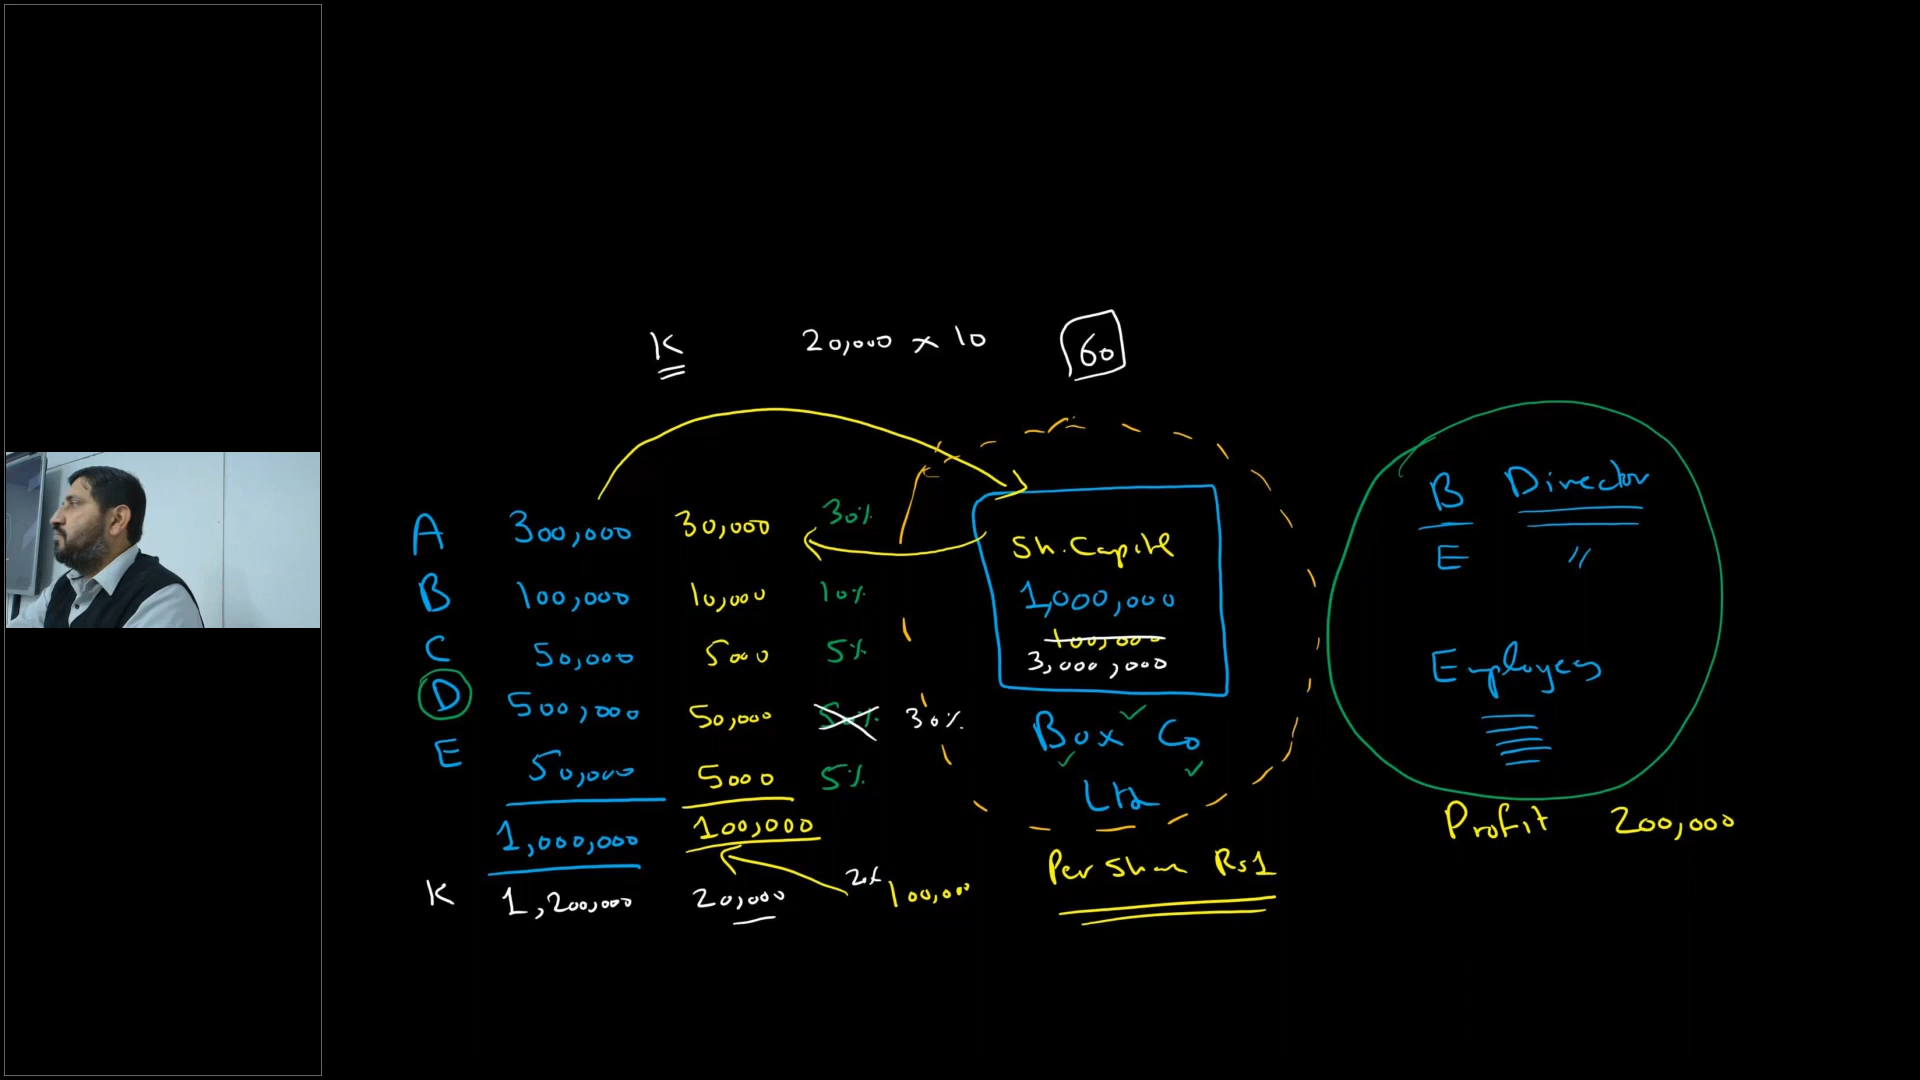 K 20,000 x 10 60
A 300,000 30,000 30%
B 100,000 10,000 10%
C 50,000 5000 5%
D 500,000 50,000 50% 30%
E 50,000 5000 5%
1,000,000 100,000
K 1,200,000 20,000 20% 100,000
Sh. Capital
1,000,000
100,000
3,000,000
Box Co
Ltd
Per Share Rs1
B Director
E "
Employees
Profit 200,000